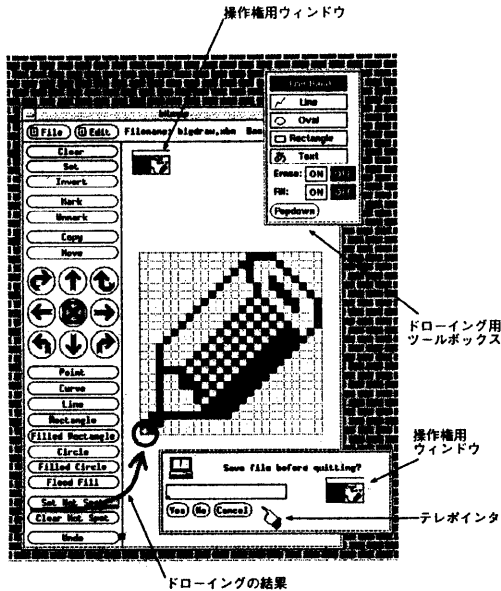 操作権用ウィンドウ
bitmap
File Edit Filename: bigdraw.xbm
Line
Oval
Rectangle
Text
Erase: ON
Fill: ON
Popdown
Clear
Set
Invert
Mark
Unmark
Copy
Move
Point
Curve
Line
Rectangle
Filled Rectangle
Circle
Filled Circle
Flood Fill
Set Hot Spot
Clear Hot Spot
Undo
ドローイング用
ツールボックス
操作権用
ウィンドウ
Save file before quitting?
Yes No Cancel
テレポインタ
ドローイングの結果